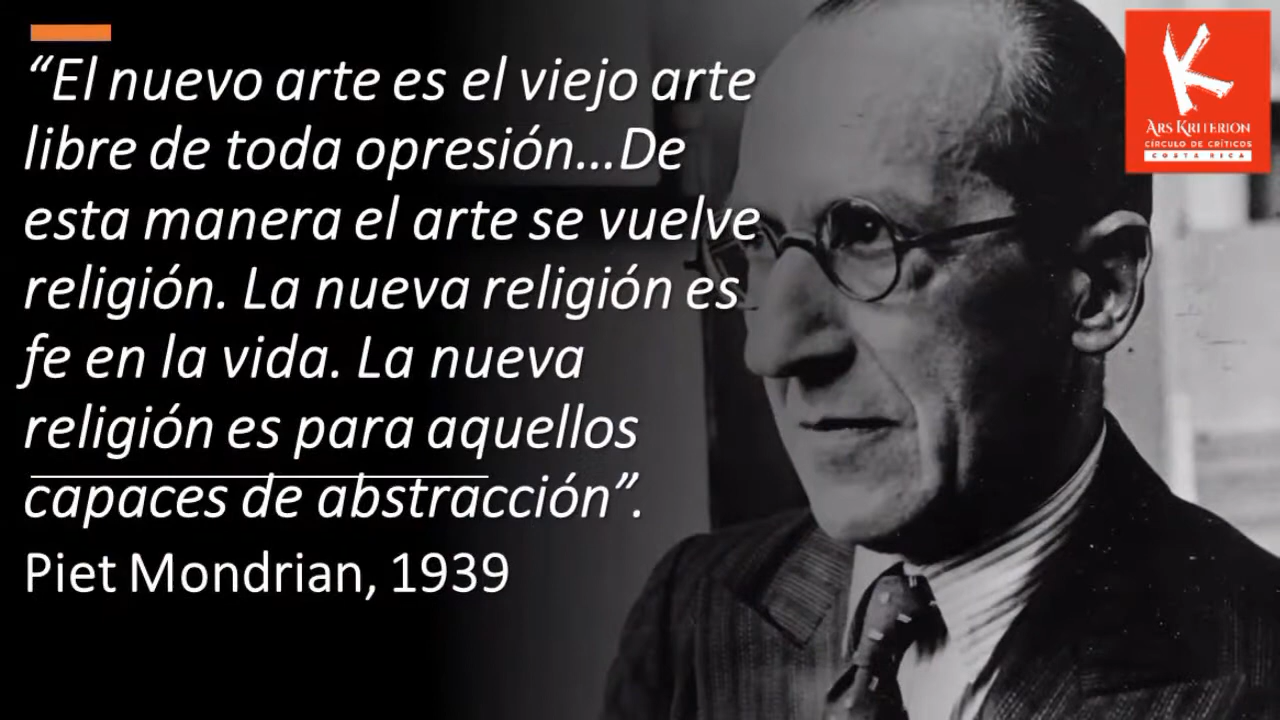 “El nuevo arte es el viejo arte
libre de toda opresión...De
esta manera el arte se vuelve
religión. La nueva religión es
fe en la vida. La nueva
religión es para aquellos
capaces de abstracción”.
Piet Mondrian, 1939
K
ARS KRITERION
CÍRCULO DE CRÍTICOS
COSTA RICA